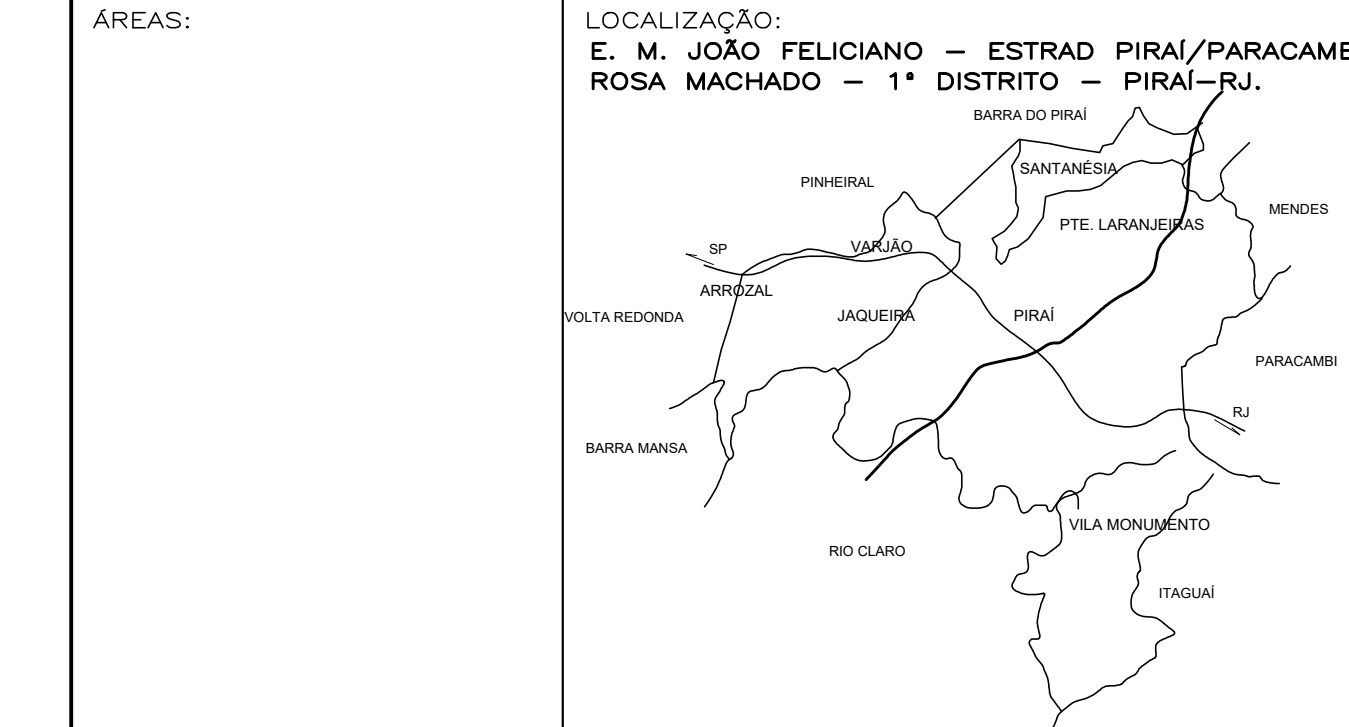 ÁREAS:
LOCALIZAÇÃO:
E. M. JOÃO FELICIANO – ESTRAD PIRAÍ/PARACAMB
ROSA MACHADO – 1º DISTRITO – PIRAÍ–RJ.
BARRA DO PIRAÍ
SANTANÉSIA
PINHEIRAL
MENDES
PTE. LARANJEIRAS
SP
VARJÃO
ARROZAL
VOLTA REDONDA
JAQUEIRA
PIRAÍ
PARACAMBI
RJ
BARRA MANSA
VILA MONUMENTO
RIO CLARO
ITAGUAÍ